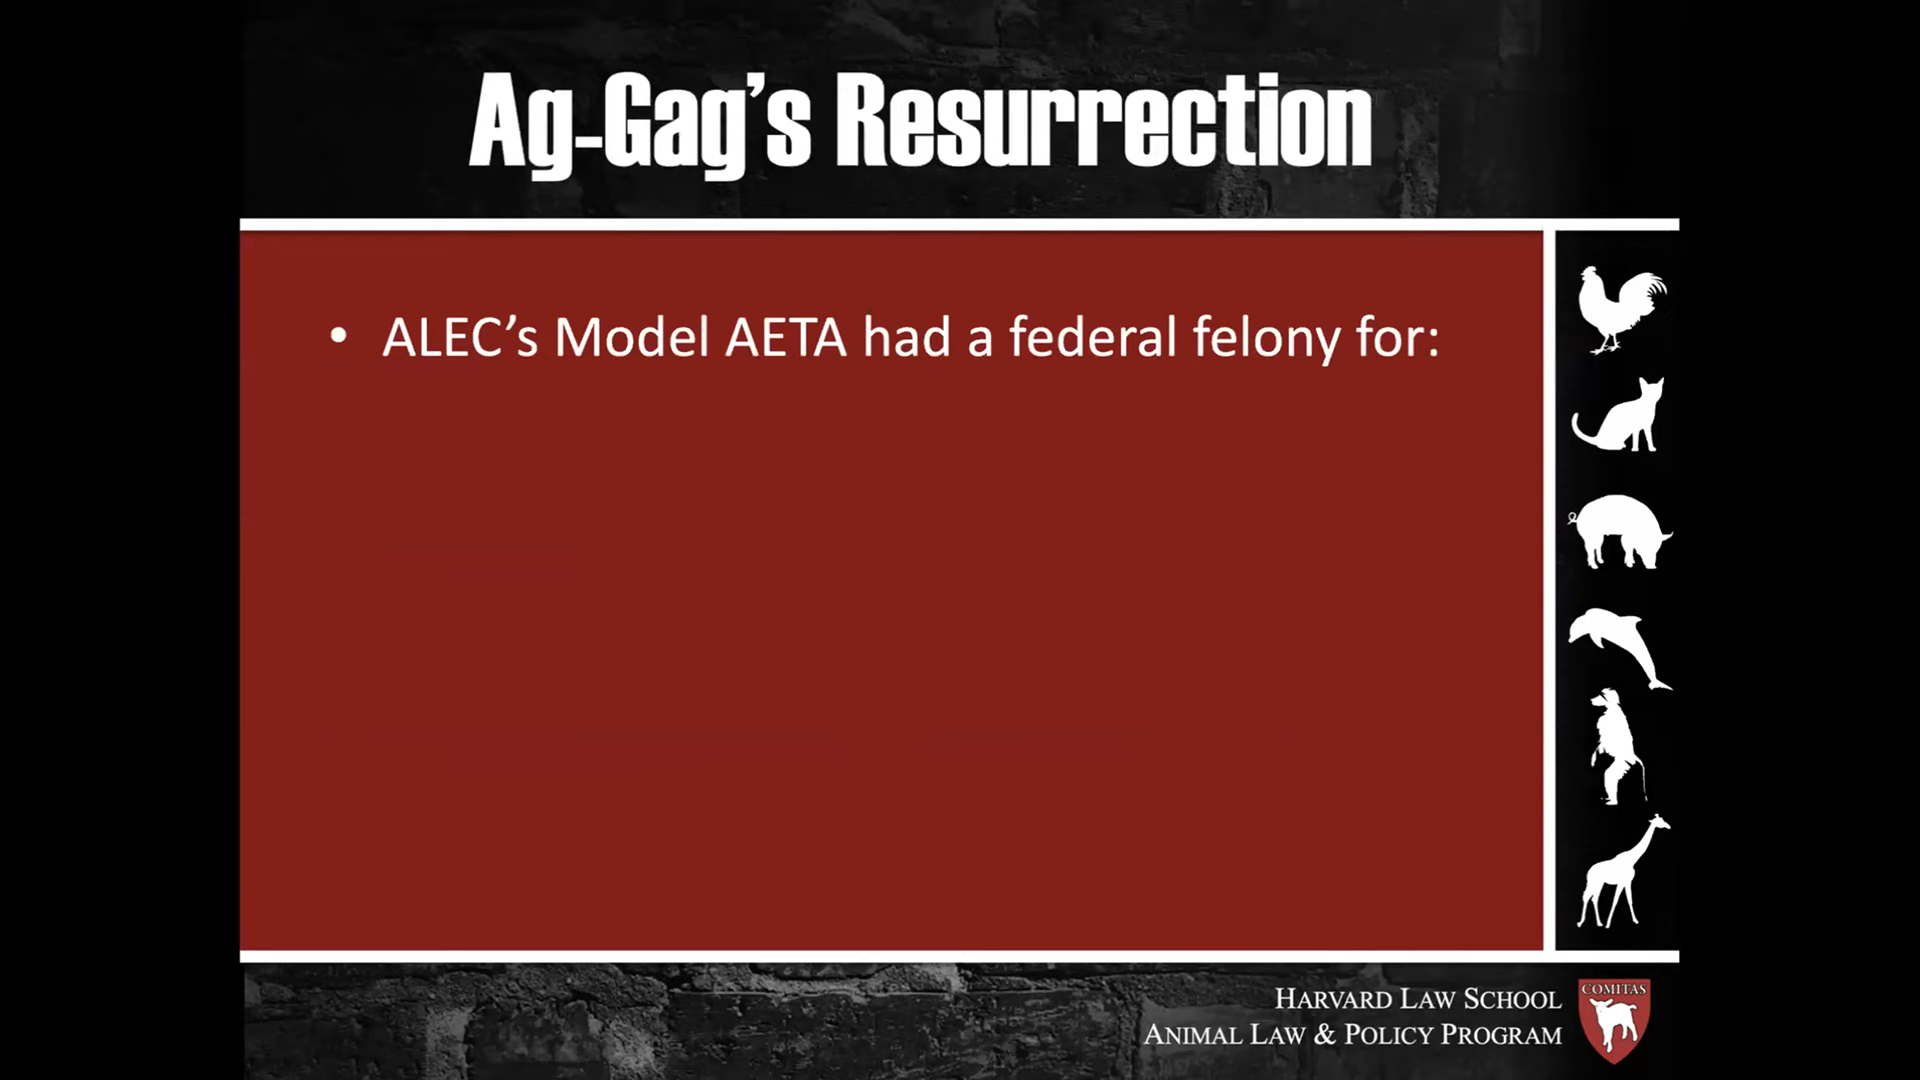 Ag-Gag's Resurrection
• ALEC's Model AETA had a federal felony for:
HARVARD LAW SCHOOL
ANIMAL LAW & POLICY PROGRAM
COMITAS